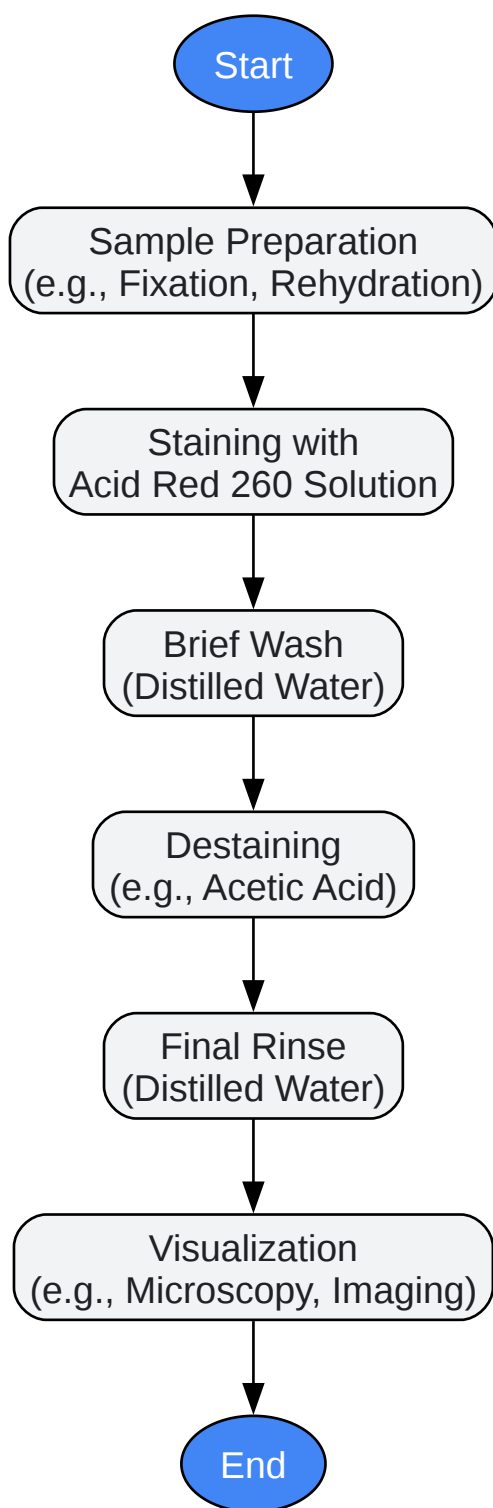 Start
Sample Preparation
(e.g., Fixation, Rehydration)
Staining with
Acid Red 260 Solution
Brief Wash
(Distilled Water)
Destaining
(e.g., Acetic Acid)
Final Rinse
(Distilled Water)
Visualization
(e.g., Microscopy, Imaging)
End